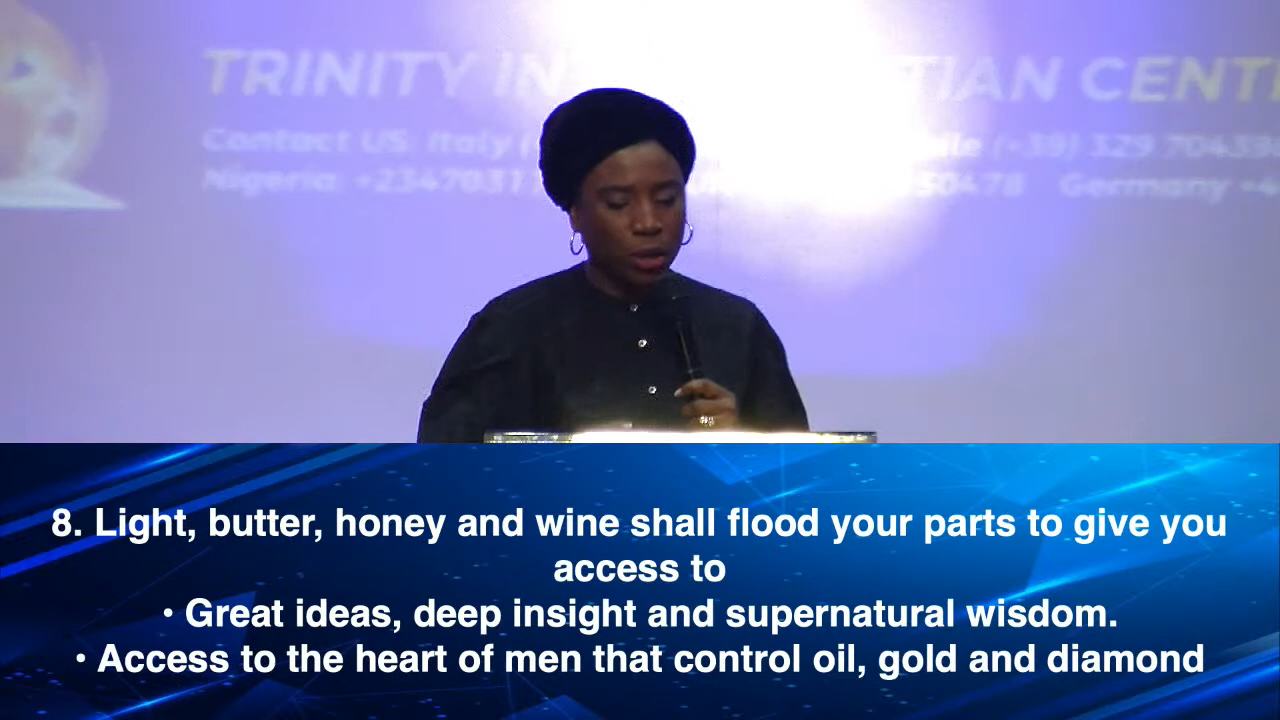 TRINITY IN TIAN CENT
Contact US: Italy (+39) 329 70439
Nigeria: +23470317 50478 Germany +4
8. Light, butter, honey and wine shall flood your parts to give you
access to
• Great ideas, deep insight and supernatural wisdom.
• Access to the heart of men that control oil, gold and diamond